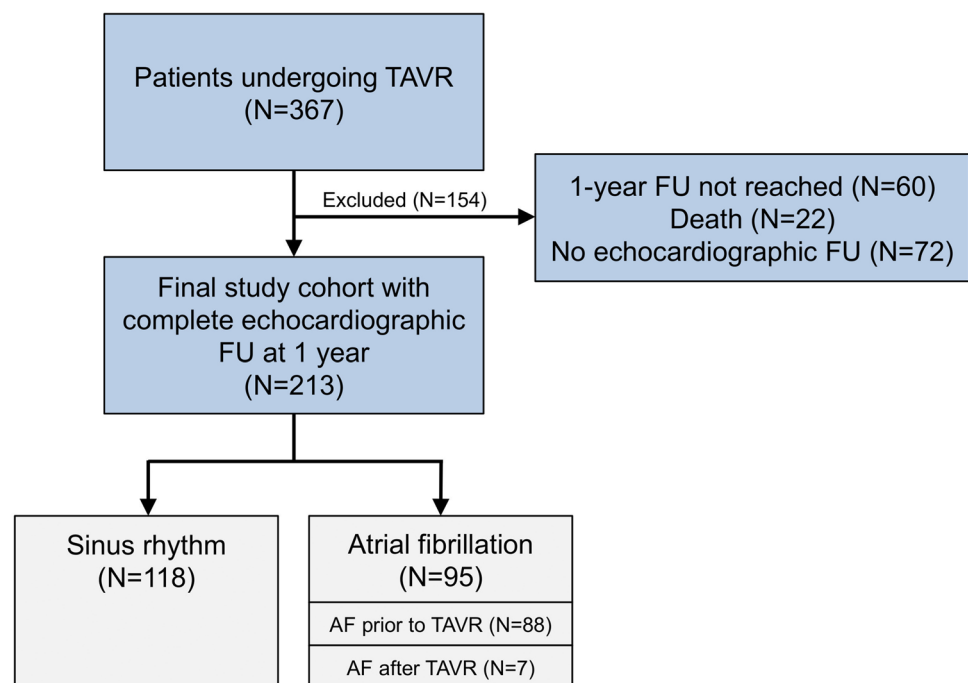 Patients undergoing TAVR
(N=367)
Excluded (N=154)
1-year FU not reached (N=60)
Death (N=22)
No echocardiographic FU (N=72)
Final study cohort with
complete echocardiographic
FU at 1 year
(N=213)
Sinus rhythm
(N=118)
Atrial fibrillation
(N=95)
AF prior to TAVR (N=88)
AF after TAVR (N=7)